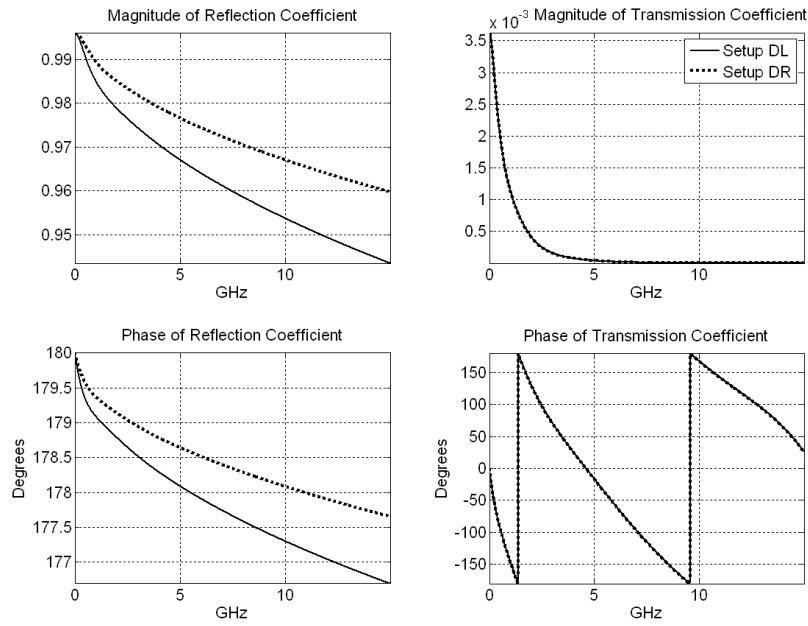 Magnitude of Reflection Coefficient
0.99
0.98
0.97
0.96
0.95
0 5 10
GHz
x 10⁻³ Magnitude of Transmission Coefficient
3.5
3
2.5
2
1.5
1
0.5
0 5 10
GHz
Setup DL
Setup DR
Phase of Reflection Coefficient
Degrees
180
179.5
179
178.5
178
177.5
177
0 5 10
GHz
Phase of Transmission Coefficient
Degrees
150
100
50
0
-50
-100
-150
0 5 10
GHz